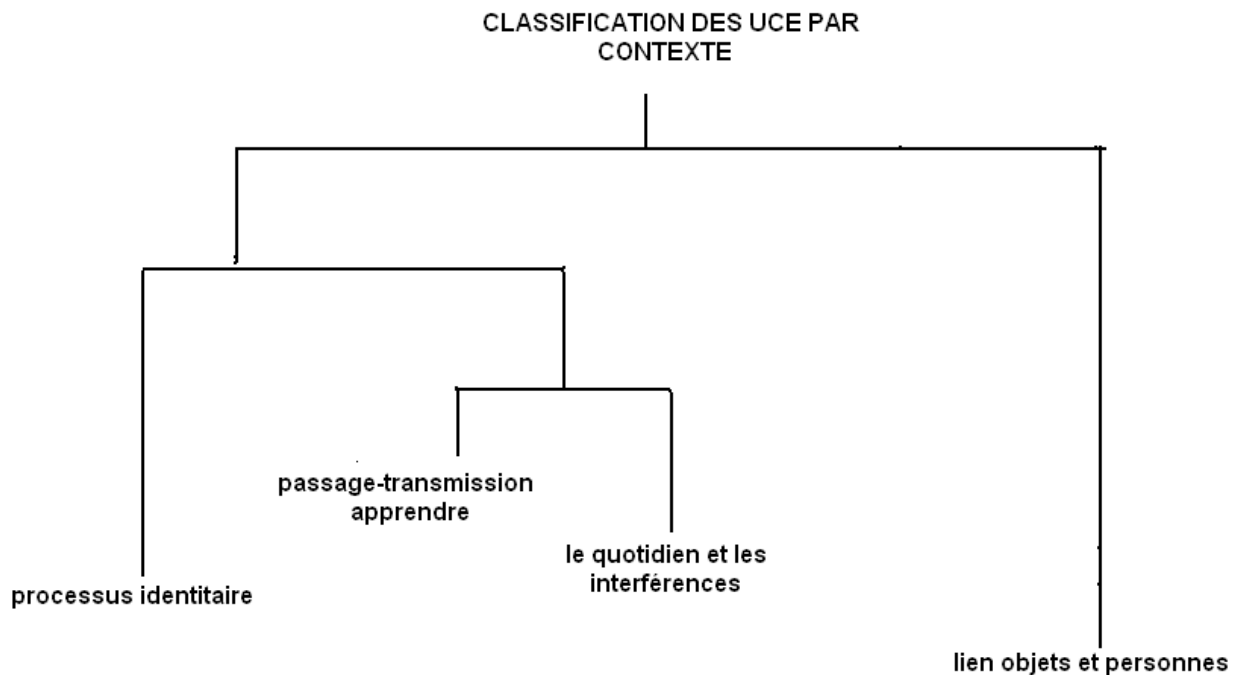 CLASSIFICATION DES UCE PAR
CONTEXTE
passage-transmission
apprendre
le quotidien et les
interférences
processus identitaire
lien objets et personnes